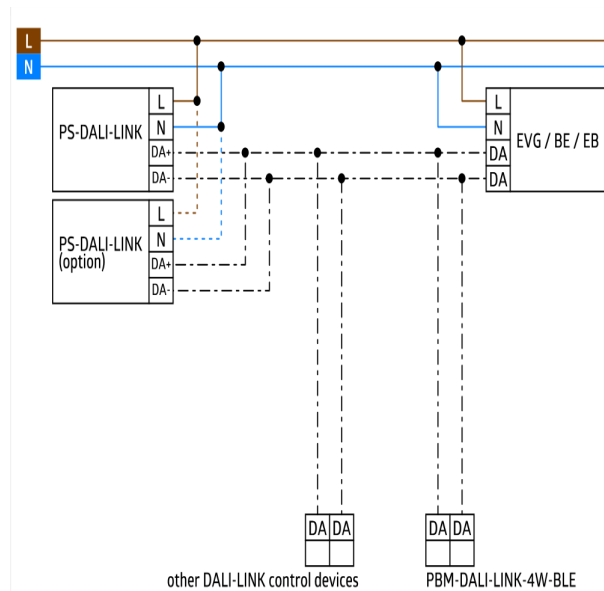 L
N
PS-DALI-LINK
L
N
DA+
DA-
PS-DALI-LINK
(option)
L
N
DA+
DA-
L
N
DA
DA
EVG / BE / EB
DA DA
other DALI-LINK control devices
DA DA
PBM-DALI-LINK-4W-BLE